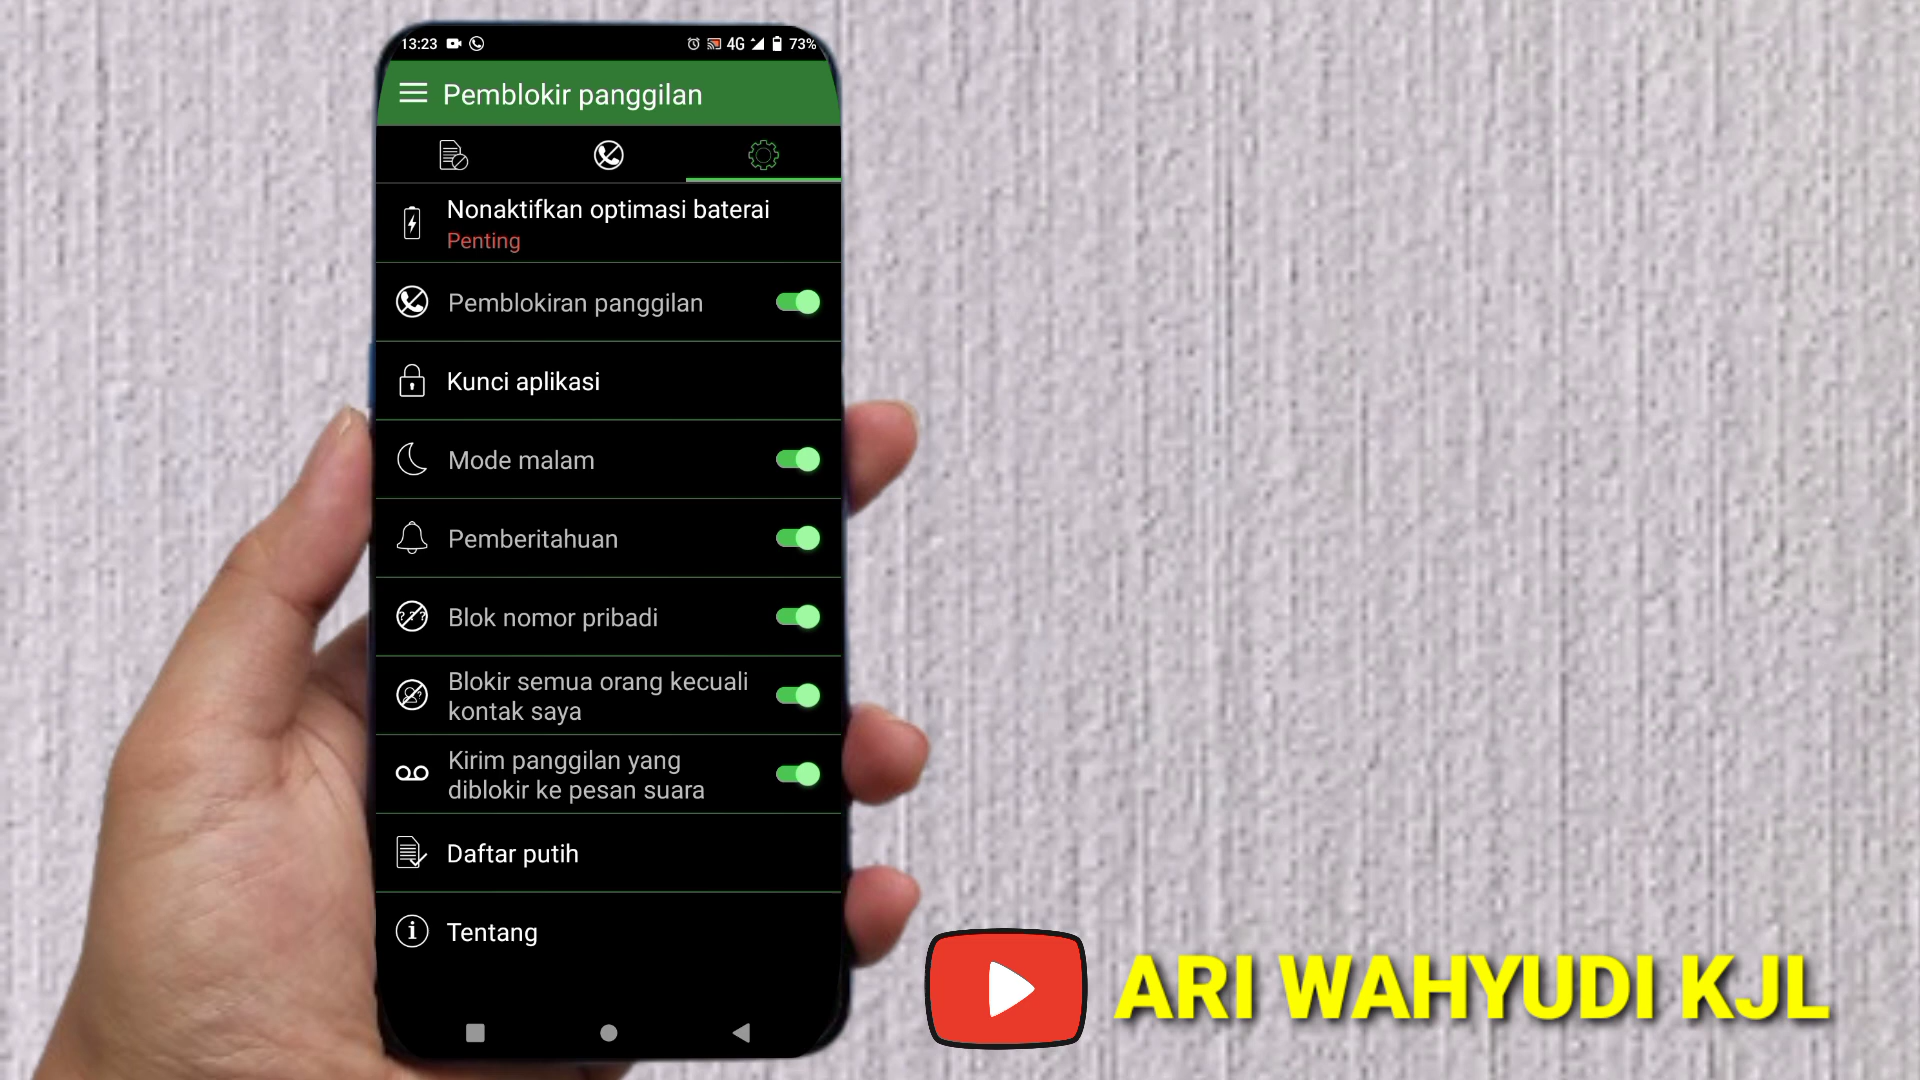 13:23
4G
73%
Pemblokir panggilan
Nonaktifkan optimasi baterai
Penting
Pemblokiran panggilan
Kunci aplikasi
Mode malam
Pemberitahuan
Blok nomor pribadi
Blokir semua orang kecuali
kontak saya
Kirim panggilan yang
diblokir ke pesan suara
Daftar putih
Tentang
ARI WAHYUDI KJL